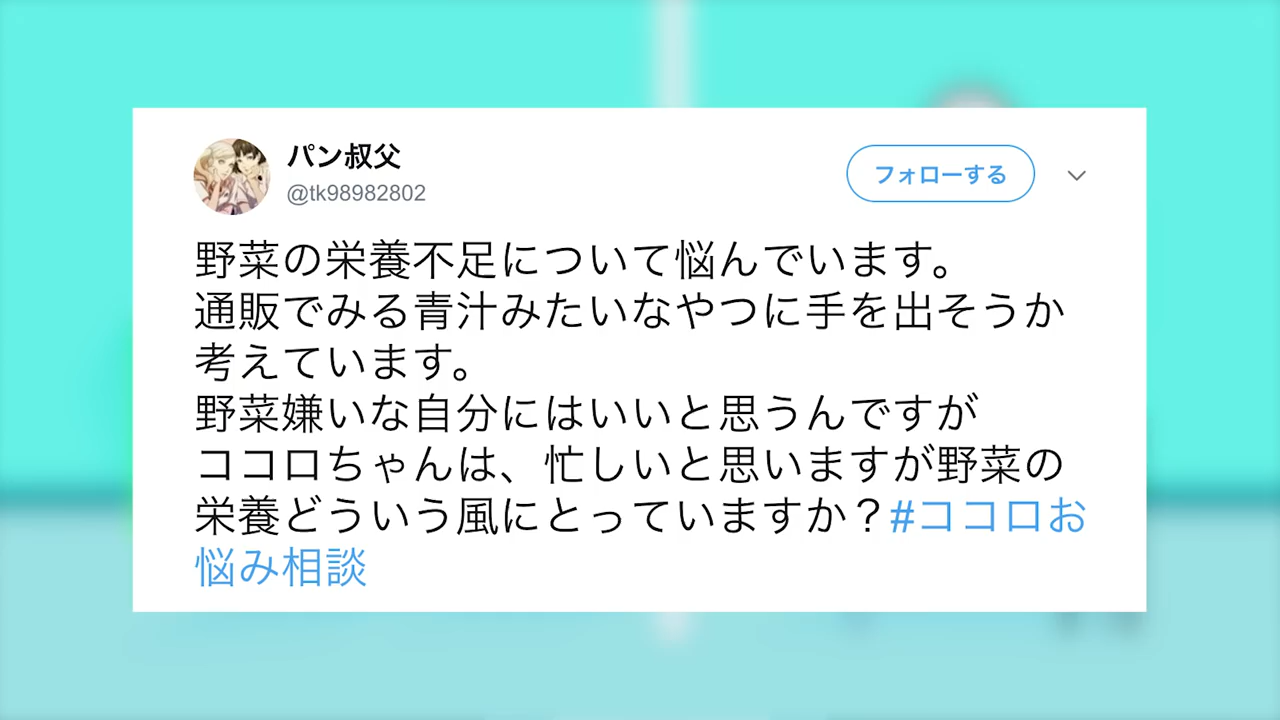 パン叔父
@tk98982802
フォローする
野菜の栄養不足について悩んでいます。
通販でみる青汁みたいなやつに手を出そうか
考えています。
野菜嫌いな自分にはいいと思うんですが
ココロちゃんは、忙しいと思いますが野菜の
栄養どういう風にとっていますか？#ココロお
悩み相談